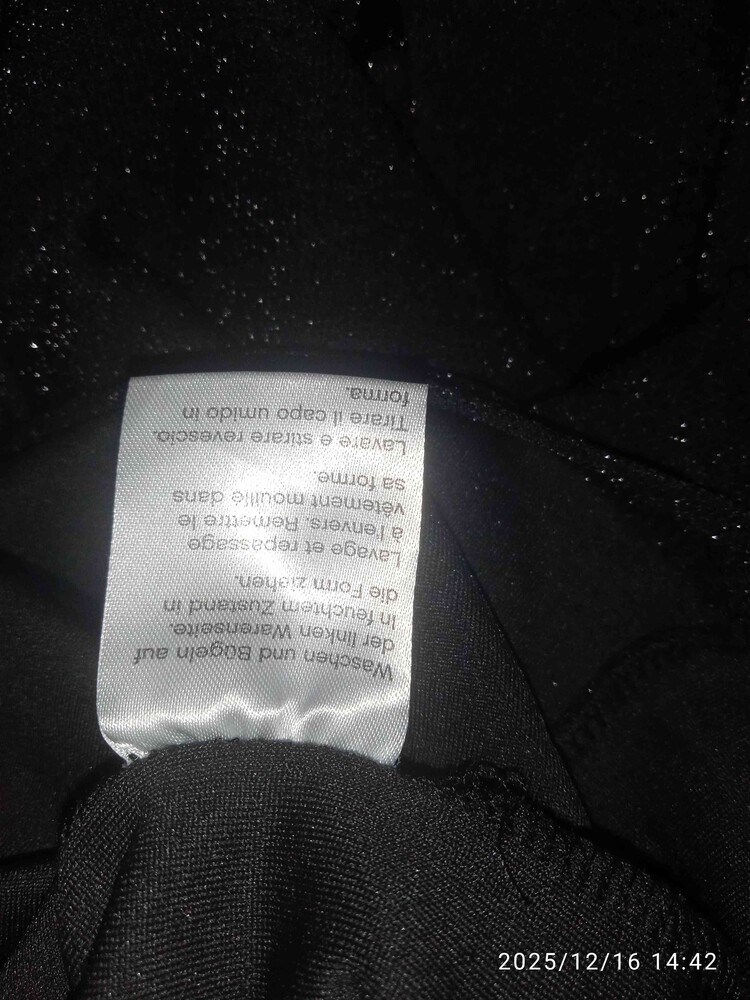 Waschen und Bügeln auf
der linken Warenseite.
In feuchtem Zustand in
die Form ziehen.
Lavage et repassage
à l'envers. Remettre le
vêtement mouillé dans
sa forme.
Lavare e stirare rovescio.
Tirare il capo umido in
forma.
2025/12/16 14:42